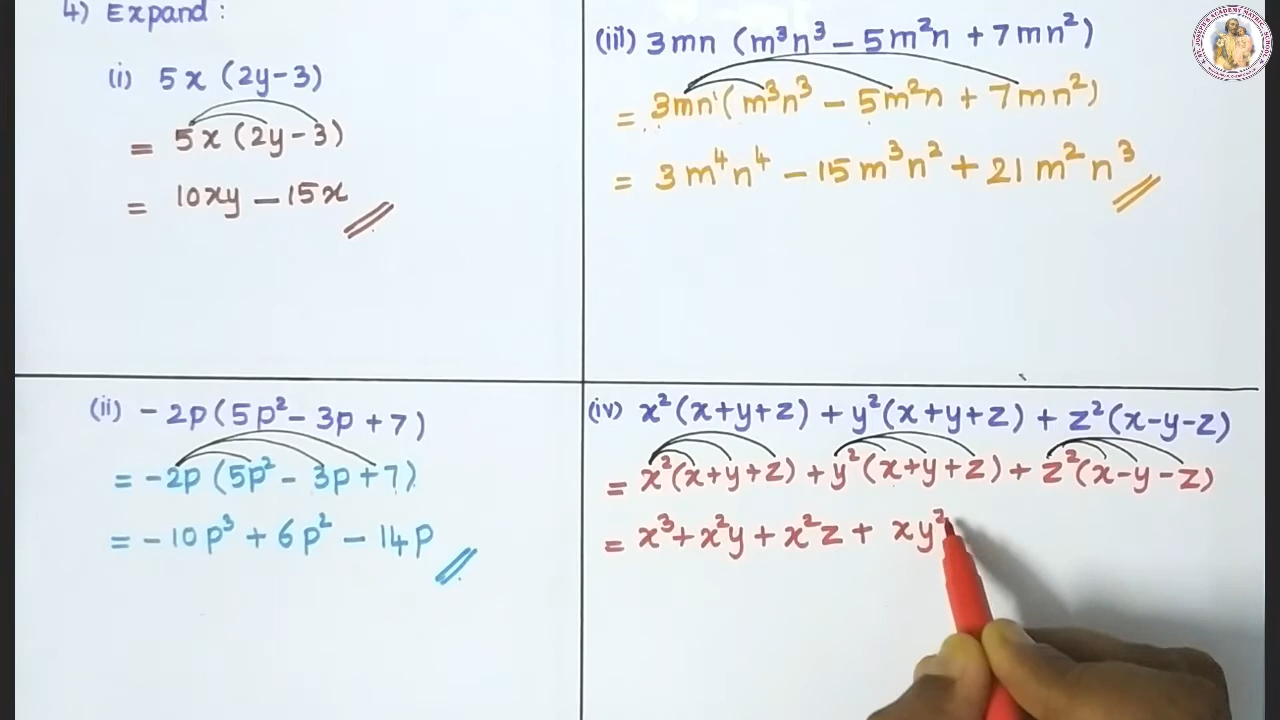 4) Expand :
(i) 5x (2y-3)
= 5x (2y-3)
= 10xy - 15x
(ii) -2p(5p²-3p+7)
= -2p (5p² - 3p+7)
= -10p³ + 6p² - 14p
(iii) 3mn (m³n³ - 5m²n + 7mn²)
= 3mn (m³n³ - 5m²n + 7mn²)
= 3m⁴n⁴ - 15m³n² + 21m²n³
(iv) x²(x+y+z) + y²(x+y+z) + z²(x-y-z)
= x²(x+y+z) + y²(x+y+z) + z²(x-y-z)
= x³+x²y + x²z + xy²